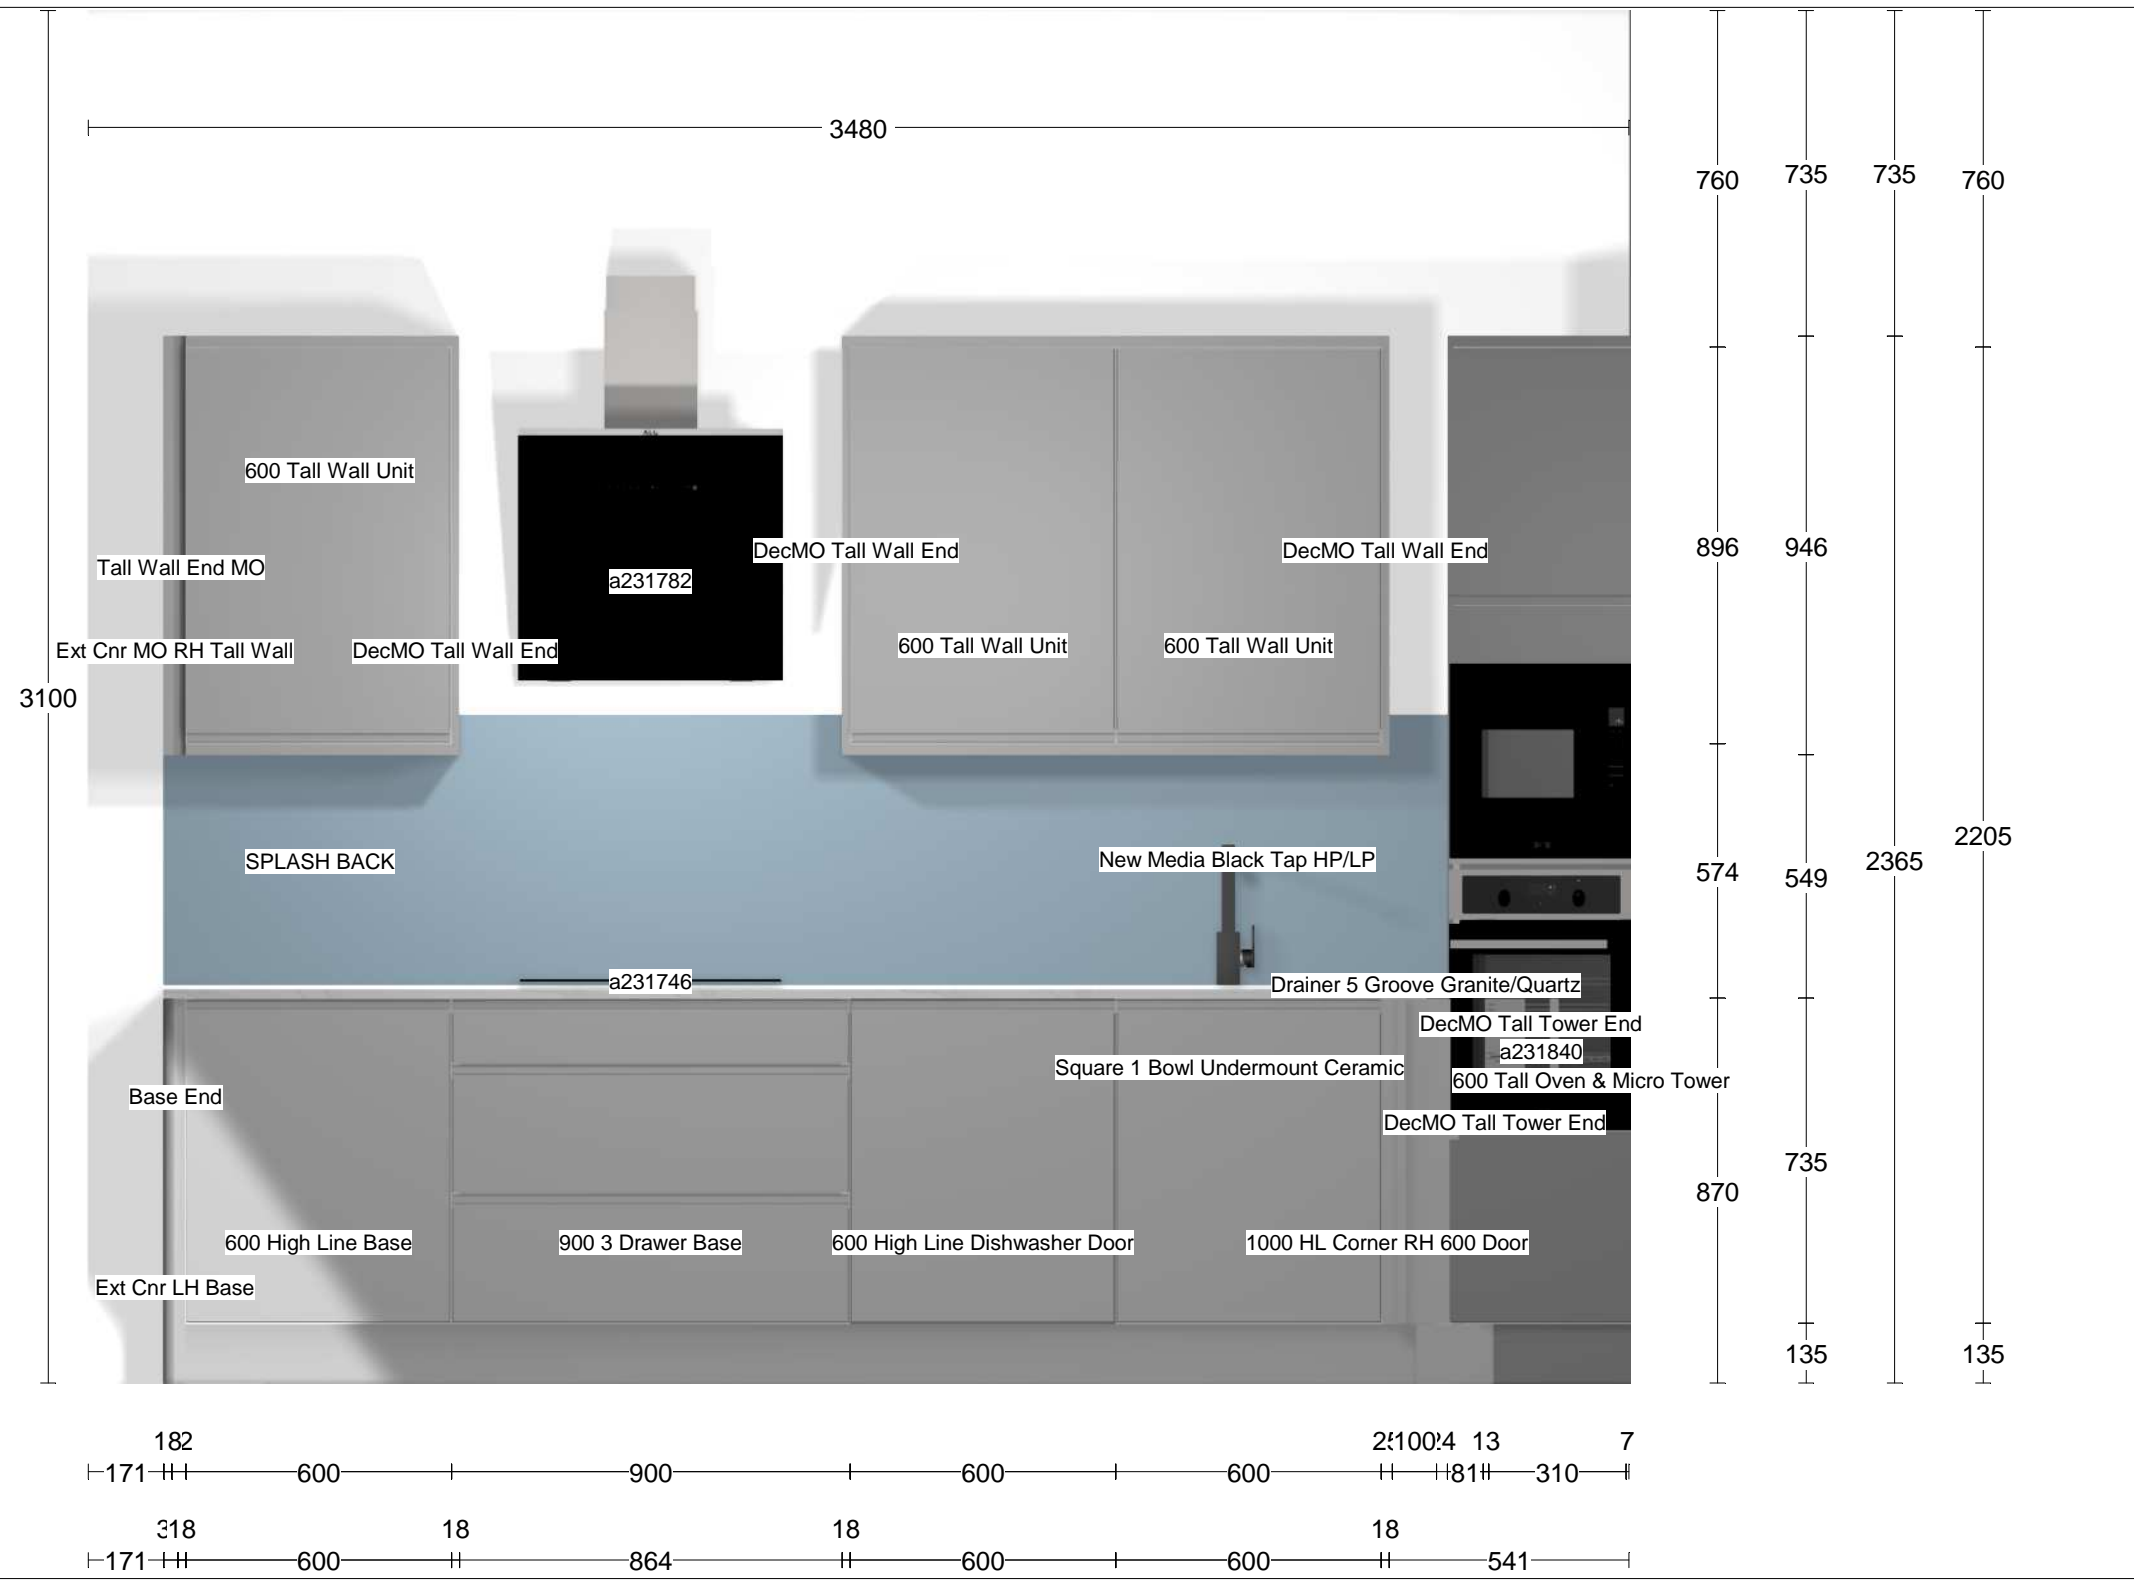 3480
760
735
735
760
600 Tall Wall Unit
DecMO Tall Wall End
DecMO Tall Wall End
896
946
Tall Wall End MO
a231782
Ext Cnr MO RH Tall Wall
DecMO Tall Wall End
600 Tall Wall Unit
600 Tall Wall Unit
3100
2205
SPLASH BACK
New Media Black Tap HP/LP
574
549
2365
a231746
Drainer 5 Groove Granite/Quartz
DecMO Tall Tower End
a231840
Square 1 Bowl Undermount Ceramic
600 Tall Oven & Micro Tower
Base End
DecMO Tall Tower End
735
870
600 High Line Base
900 3 Drawer Base
600 High Line Dishwasher Door
1000 HL Corner RH 600 Door
Ext Cnr LH Base
135
135
18
100
13
7
171
600
900
600
600
81
310
18
18
18
18
171
600
864
600
600
541